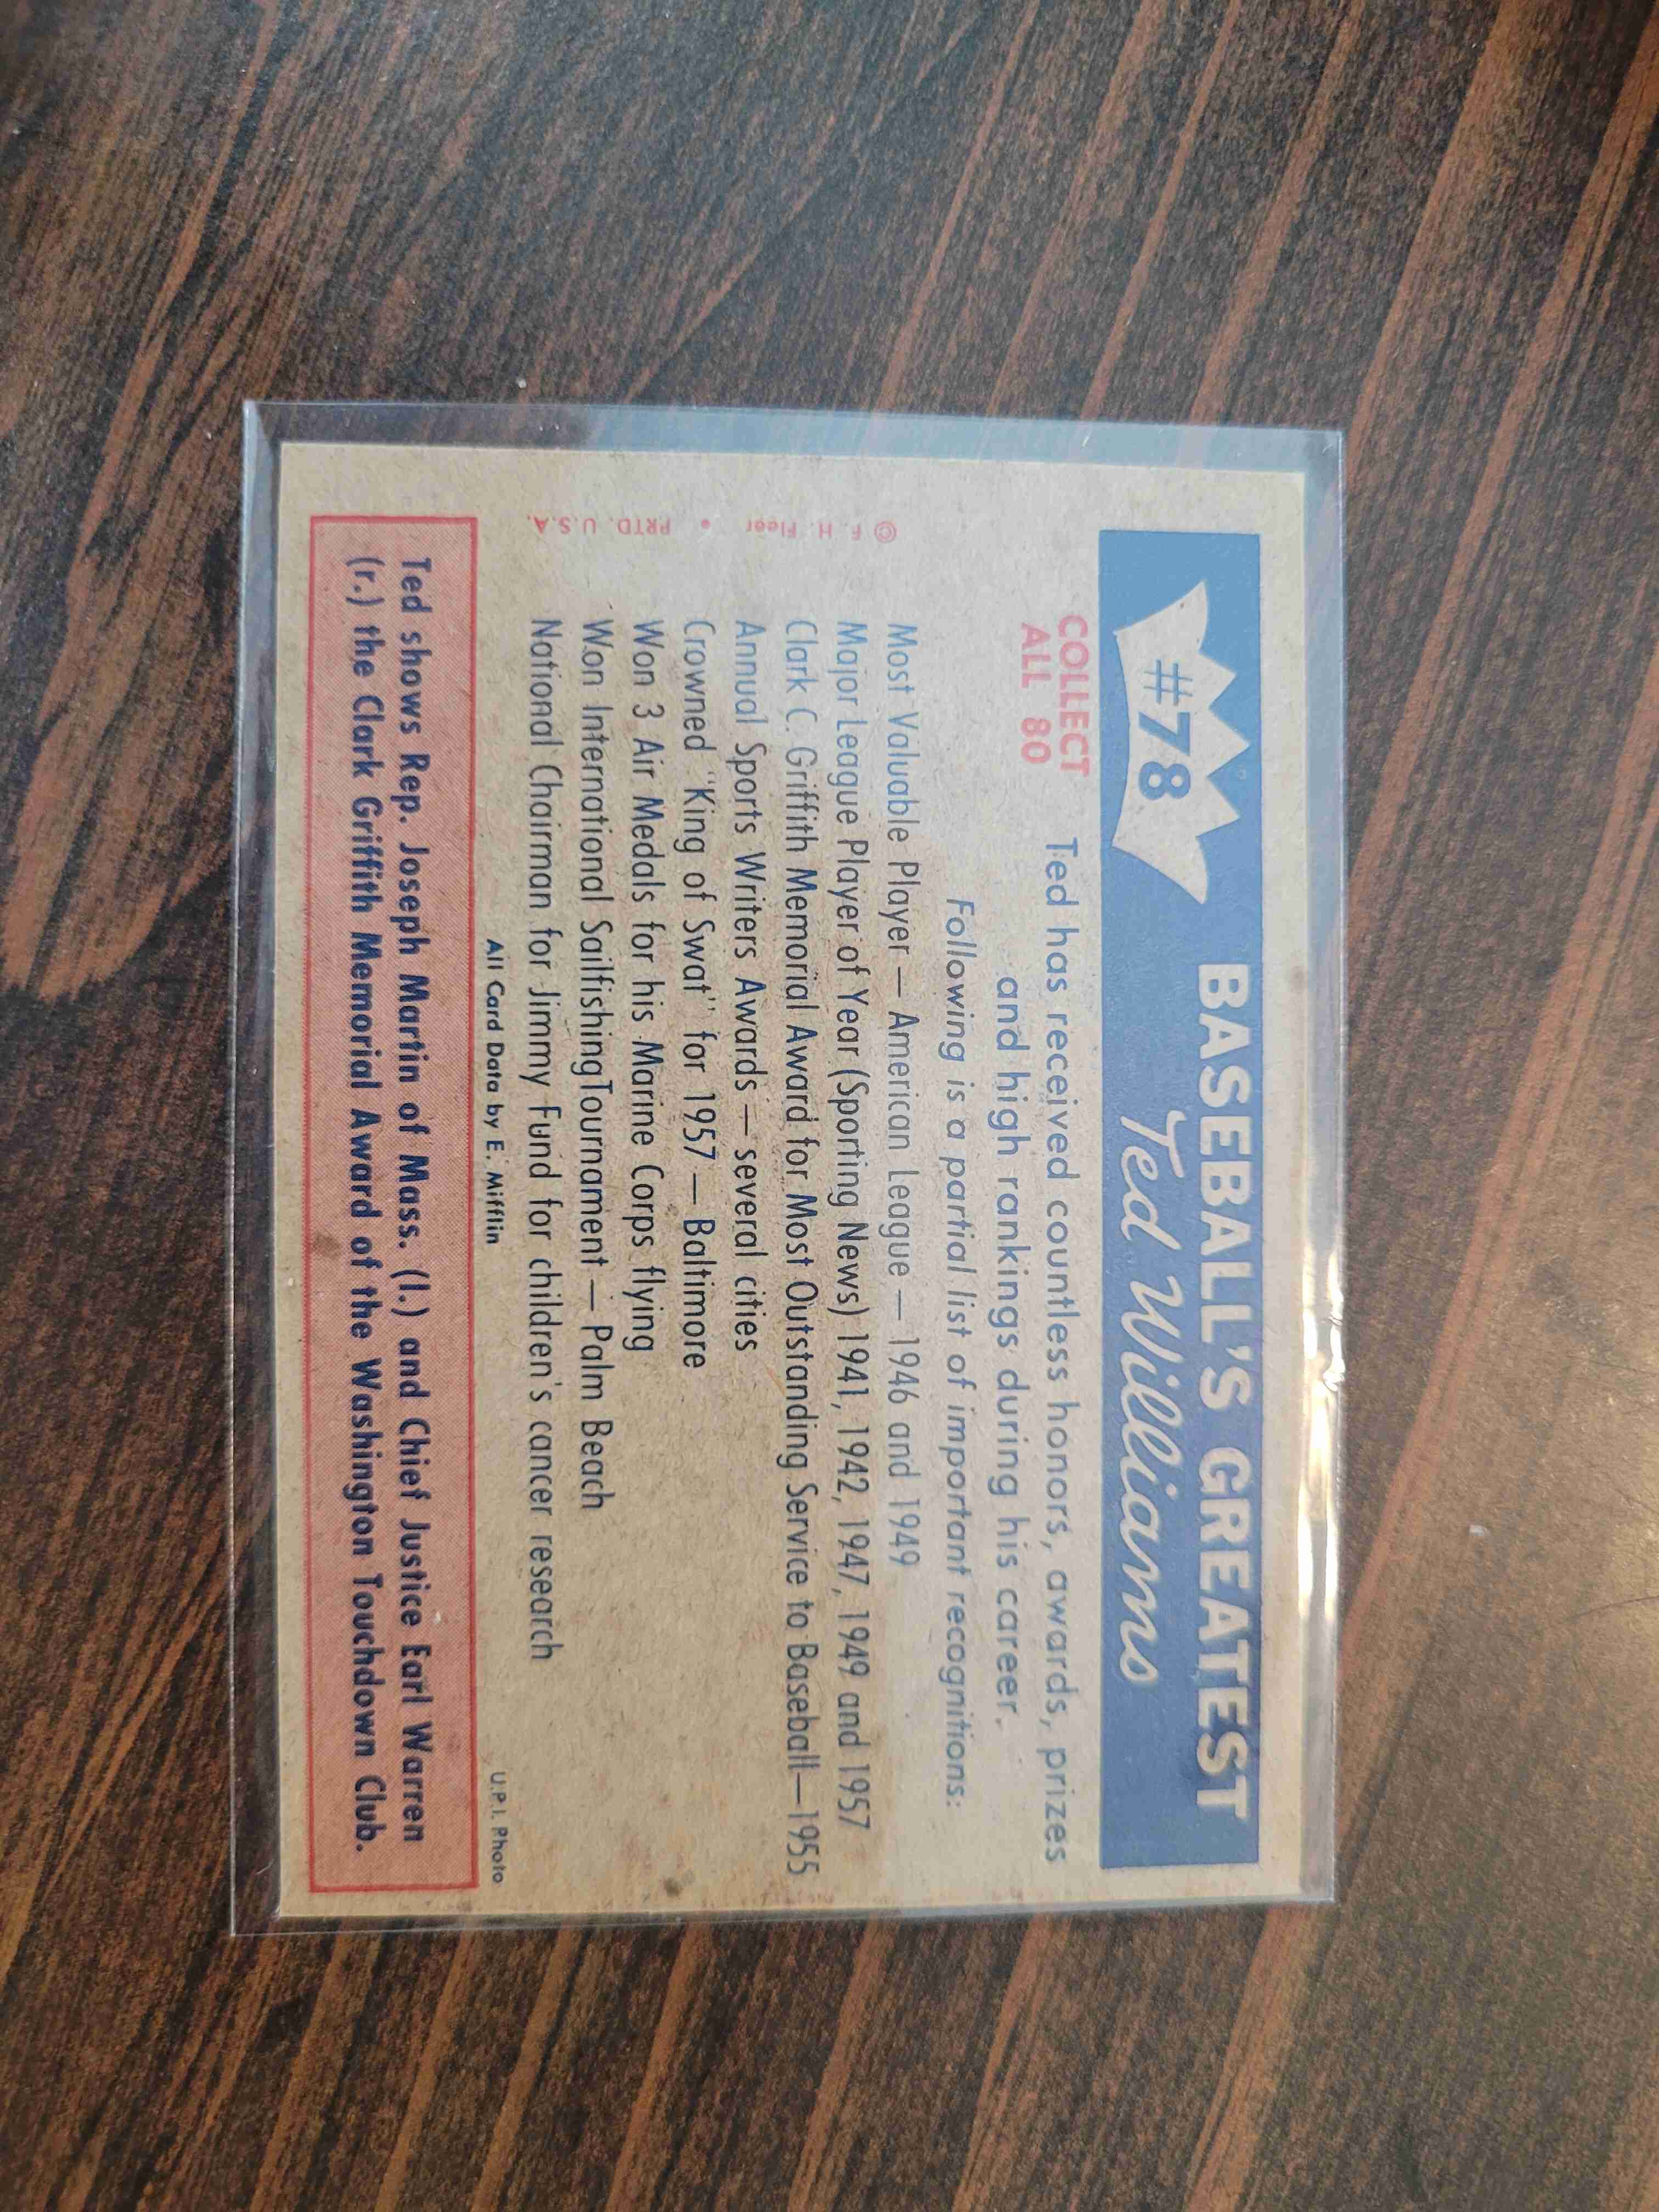 #78
BASEBALL'S GREATEST
Ted Williams
COLLECT
ALL 80
Ted has received countless honors, awards, prizes
and high rankings during his career.
Following is a partial list of important recognitions:
Most Valuable Player — American League — 1946 and 1949
Major League Player of Year (Sporting News) 1941, 1942, 1947, 1949 and 1957
Clark C. Griffith Memorial Award for Most Outstanding Service to Baseball—1955
Annual Sports Writers Awards — several cities
Crowned "King of Swat" for 1957 — Baltimore
Won 3 Air Medals for his Marine Corps flying
Won International Sailfishing Tournament — Palm Beach
National Chairman for Jimmy Fund for children's cancer research
All Card Data by E. Mifflin
U.P.I. Photo
Ted shows Rep. Joseph Martin of Mass. (l.) and Chief Justice Earl Warren
(r.) the Clark Griffith Memorial Award of the Washington Touchdown Club.
© F. H. Fleer • PRTD. U.S.A.